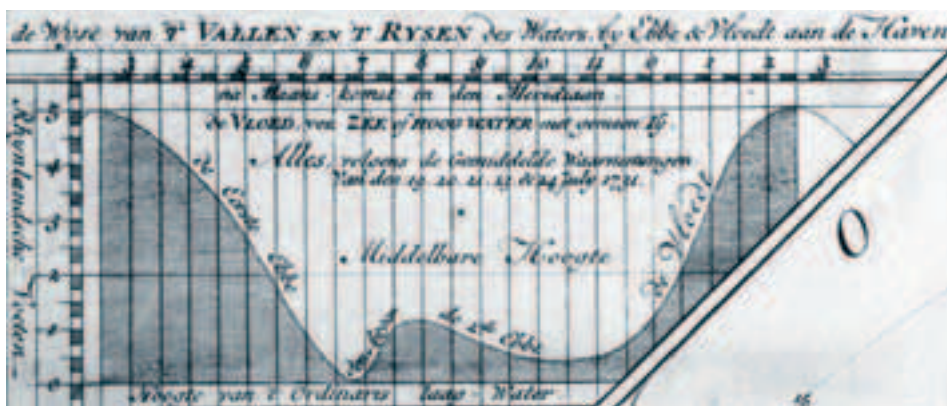 de Wyse van 'T VALLEN EN 'T RYSEN des Waters, by Ebbe & Vloedt aan de Haven
2 3 4 5 6 7 8 9 10 11 0 1 2 3
na Maans-komst in den Meridiaan
de VLOED, von ZEE of HOOG WATER met gemeen
Alles, volgens de Gemiddelde Waarnemingen
Van den 19. 20. 21. 23 & 24 July 1731.
Rhynlandsche Voeten
5
4
3
2
1
0
de Eerste Ebbe
Middelbare Hoogte
de 2de Ebbe
de Vloedt
O
Hoogte van 't Ordinaris laag-Water